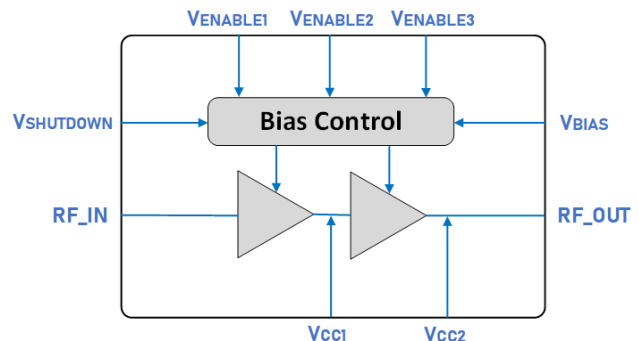 VENABLE1 VENABLE2 VENABLE3
VSHUTDOWN Bias Control VBIAS
RF_IN RF_OUT
VCC1 VCC2